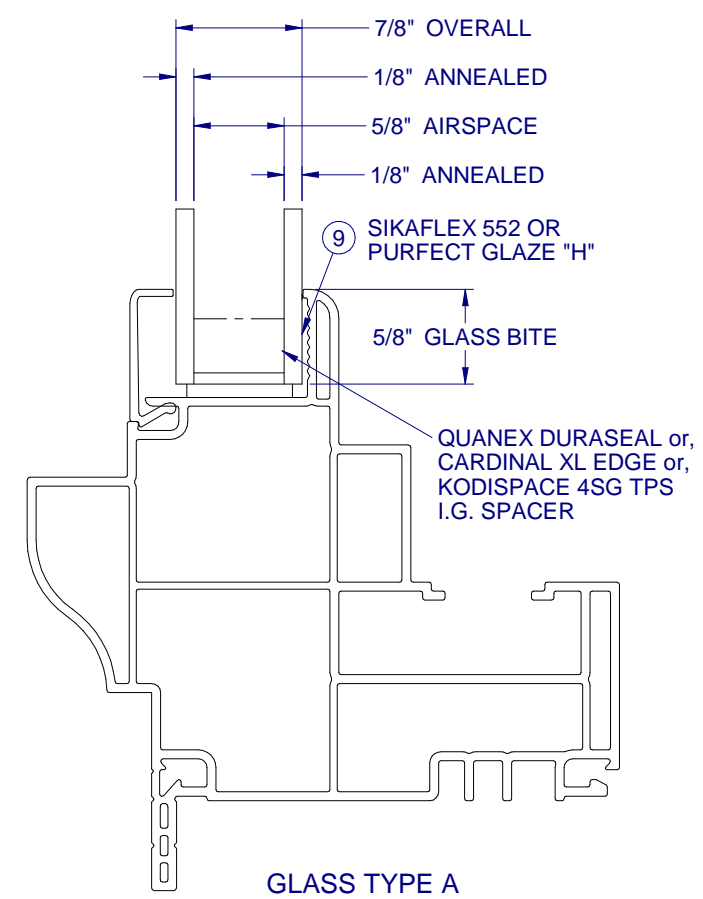 7/8" OVERALL
1/8" ANNEALED
5/8" AIRSPACE
1/8" ANNEALED
9
SIKAFLEX 552 OR
PURFECT GLAZE "H"
5/8" GLASS BITE
QUANEX DURASEAL or,
CARDINAL XL EDGE or,
KODISPACE 4SG TPS
I.G. SPACER
GLASS TYPE A